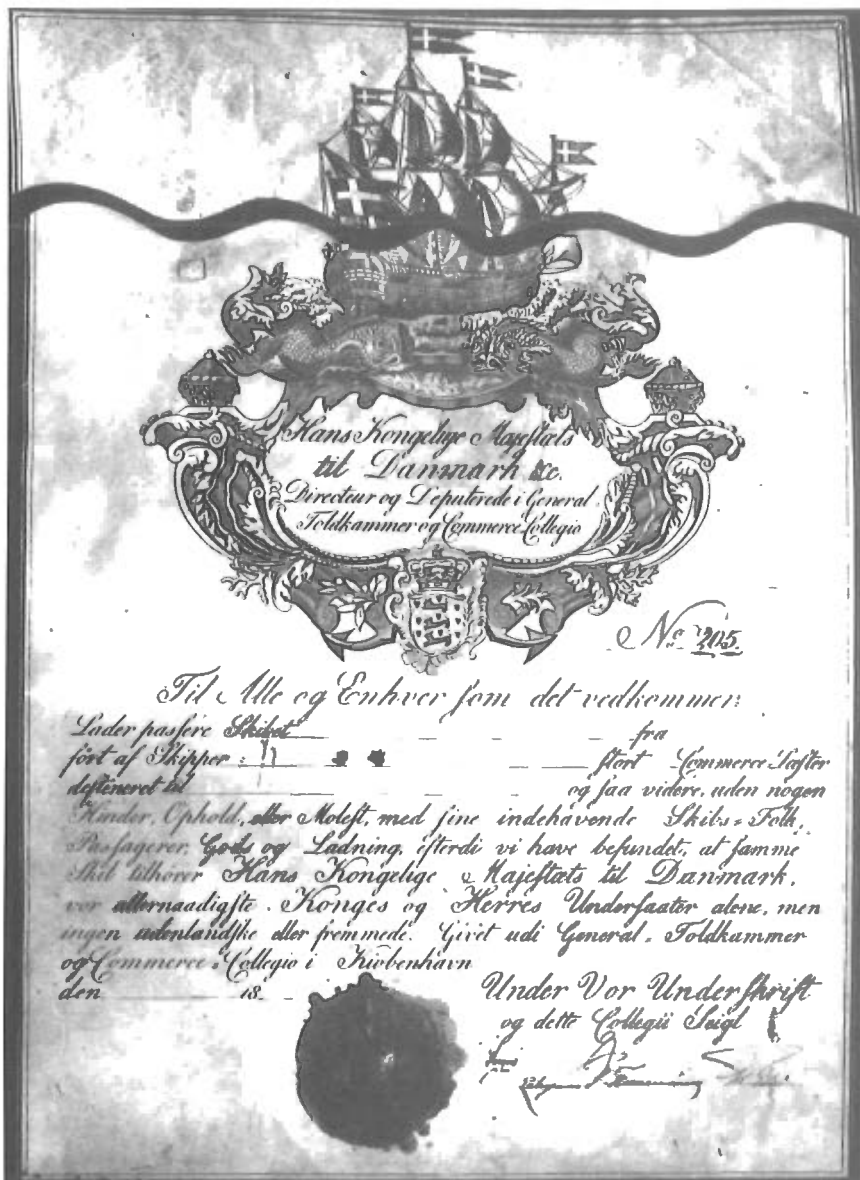 Hans Kongelige Majestæts
til Danmark &c.
Directeur og Deputerede i General
Toldkammer og Commerce-Collegio
No 205.
Til Alle og Enhver som det vedkommer:
Lader passére Skibet fra
ført af Skipper stort Commerce-Læster
destineret til og saa videre, uden nogen
Hinder, Ophold, eller Molest, med sine indehavende Skibs-Folk,
Passagerer, Gods og Ladning, efterdi vi have befundet, at samme
Skib tilhører Hans Kongelige Majestæts til Danmark,
vor allernaadigste Konges og Herres Undersaator alene, men
ingen udenlandske eller fremmede. Givet udi General-Toldkammer
og Commerce-Collegio i Kiöbenhavn
den 18
Under Vor Underskrift
og dette Collegii Seigl